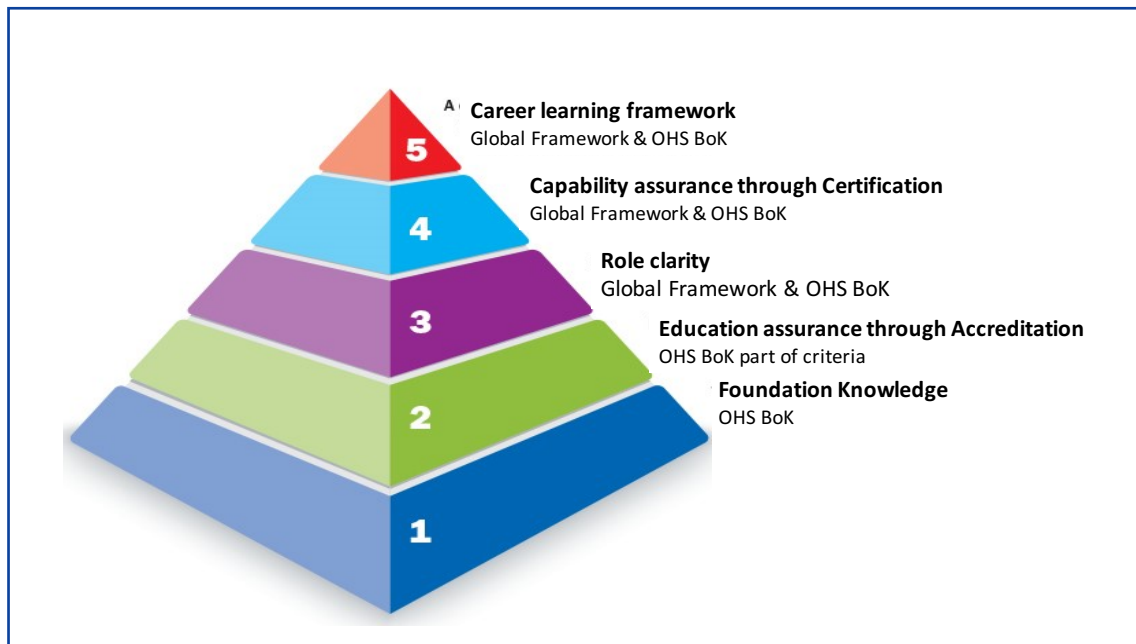 A
Career learning framework
Global Framework & OHS BoK
5
Capability assurance through Certification
Global Framework & OHS BoK
4
Role clarity
Global Framework & OHS BoK
3
Education assurance through Accreditation
OHS BoK part of criteria
2
Foundation Knowledge
OHS BoK
1